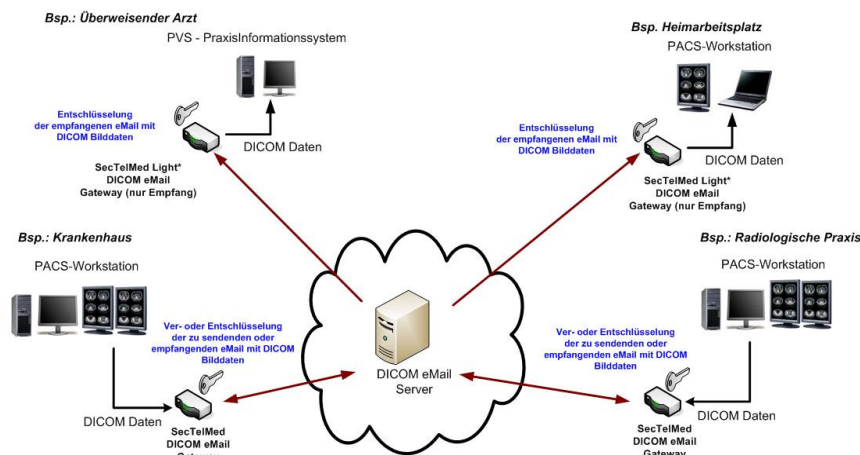 Bsp.: Überweisender Arzt
PVS - PraxisInformationssystem
Entschlüsselung
der empfangenen eMail mit
DICOM Bilddaten
DICOM Daten
SecTelMed Light*
DICOM eMail
Gateway (nur Empfang)
Bsp. Heimarbeitsplatz
PACS-Workstation
Entschlüsselung
der empfangenen eMail mit
DICOM Bilddaten
DICOM Daten
SecTelMed Light*
DICOM eMail
Gateway (nur Empfang)
Bsp.: Krankenhaus
PACS-Workstation
Ver- oder Entschlüsselung
der zu sendenden oder
empfangenden eMail mit DICOM
Bilddaten
DICOM Daten
SecTelMed
DICOM eMail
Gateway
DICOM eMail
Server
Bsp.: Radiologische Praxis
PACS-Workstation
Ver- oder Entschlüsselung
der zu sendenden oder
empfangenden eMail mit DICOM
Bilddaten
DICOM Daten
SecTelMed
DICOM eMail
Gateway